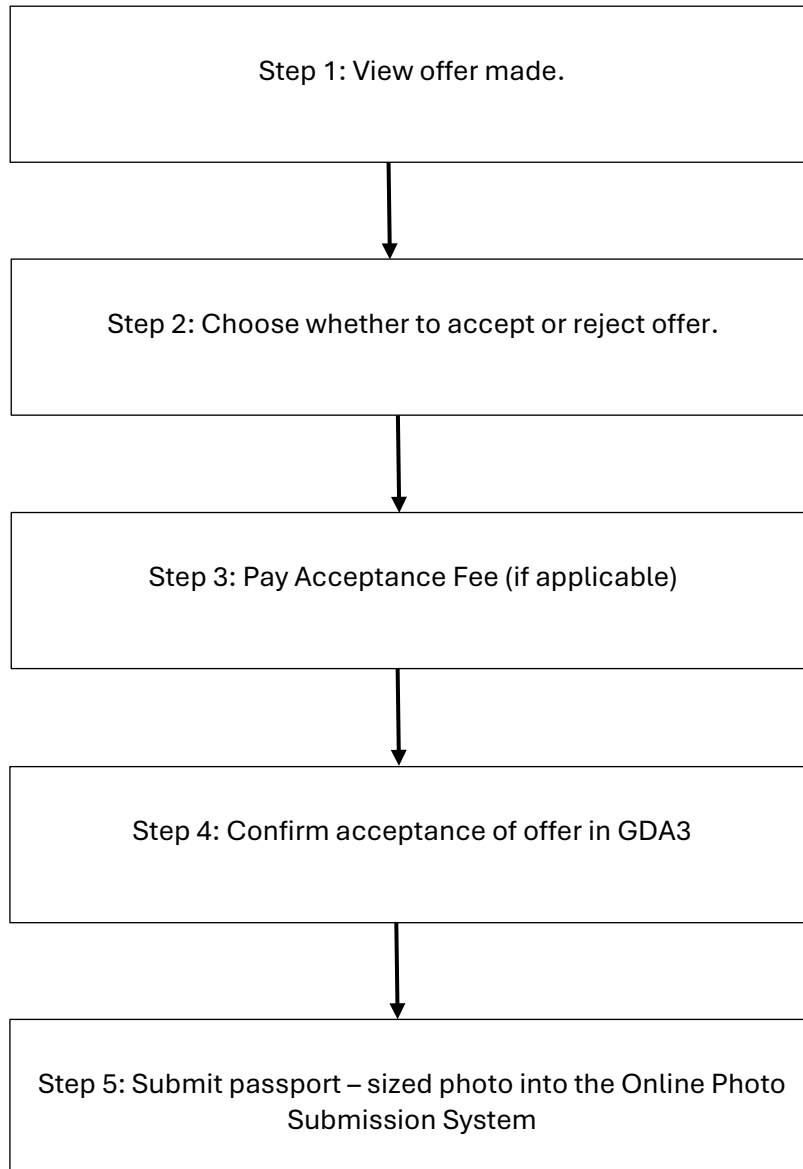 Step 1: View offer made.
Step 2: Choose whether to accept or reject offer.
Step 3: Pay Acceptance Fee (if applicable)
Step 4: Confirm acceptance of offer in GDA3
Step 5: Submit passport – sized photo into the Online Photo
Submission System